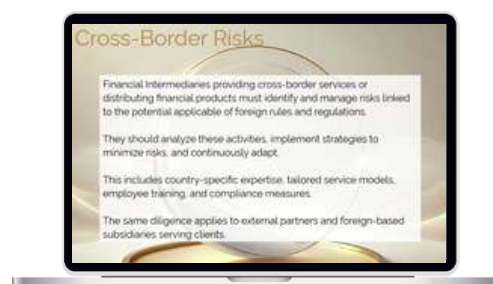 Cross-Border Risks
Financial Intermediaries providing cross-border services or
distributing financial products must identify and manage risks linked
to the potential applicable of foreign rules and regulations.
They should analyze these activities, implement strategies to
minimize risks, and continuously adapt.
This includes country-specific expertise, tailored service models,
employee training, and compliance measures.
The same diligence applies to external partners and foreign-based
subsidiaries serving clients.